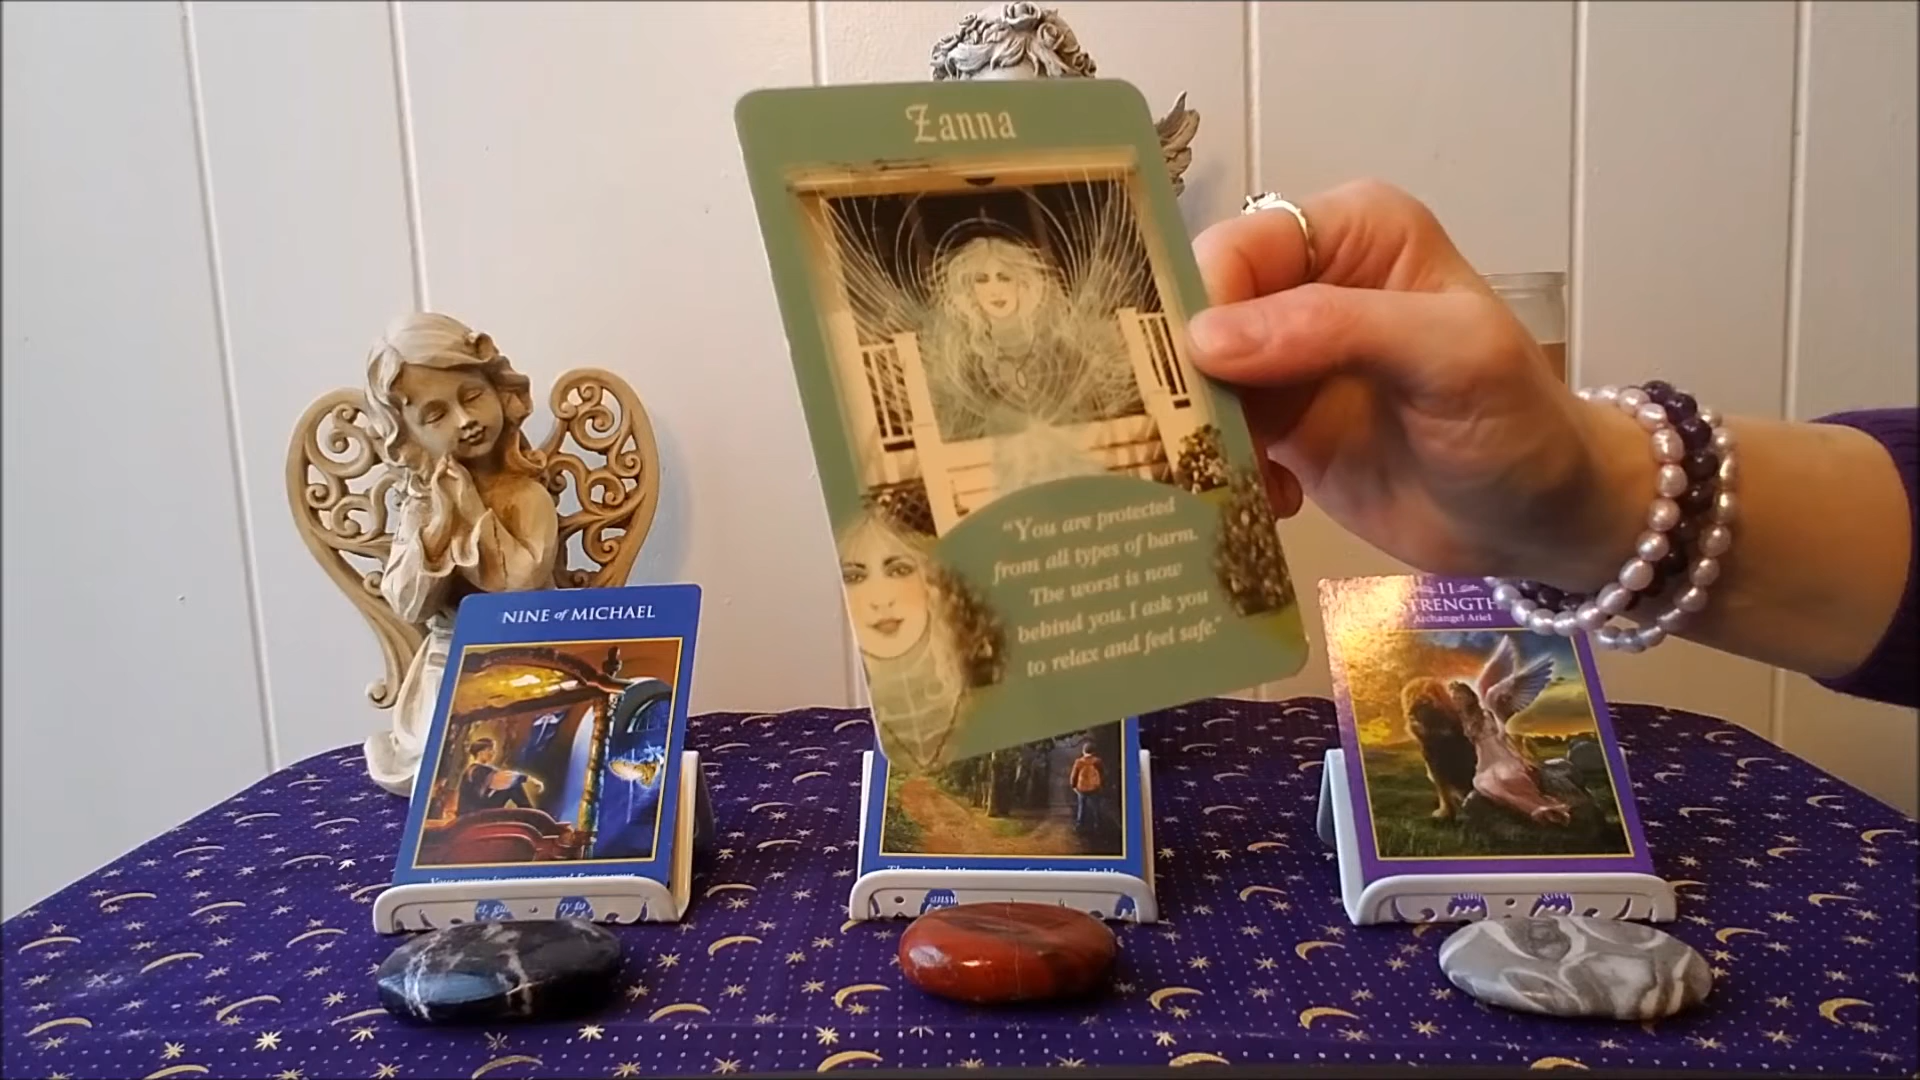 Zanna
"You are protected
from all types of harm.
The worst is now
behind you. I ask you
to relax and feel safe."
NINE of MICHAEL
11
STRENGTH
Archangel Ariel